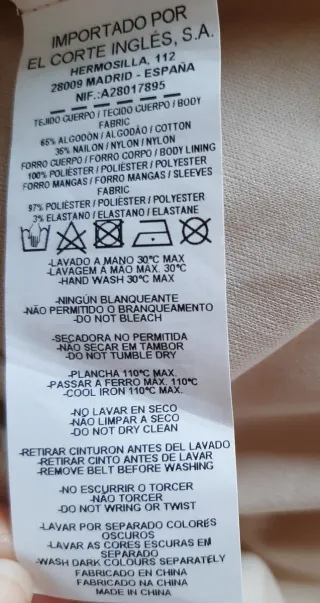 IMPORTADO POR
EL CORTE INGLÉS, S.A.
HERMOSILLA, 112
28009 MADRID - ESPAÑA
NIF.:A28017895
TEJIDO CUERPO / TECIDO CUERPO / BODY
FABRIC
65% ALGODÓN / ALGODÃO / COTTON
35% NAILON / NYLON / NYLON
FORRO CUERPO / FORRO CORPO / BODY LINING
100% POLIÉSTER / POLIÉSTER / POLYESTER
FORRO MANGAS / FORRO MANGAS / SLEEVES
FABRIC
97% POLIÉSTER / POLIÉSTER / POLYESTER
3% ELASTANO / ELASTANO / ELASTANE
-LAVADO A MANO 30°C MAX
-LAVAGEM A MÃO MAX. 30°C
-HAND WASH 30°C MAX
-NINGÚN BLANQUEANTE
-NÃO PERMITIDO O BRANQUEAMENTO
-DO NOT BLEACH
-SECADORA NO PERMITIDA
-NÃO SECAR EM TAMBOR
-DO NOT TUMBLE DRY
-PLANCHA 110°C MAX
-PASSAR A FERRO MÁX. 110°C
-COOL IRON 110°C MAX.
-NO LAVAR EN SECO
-NÃO LIMPAR A SECO
-DO NOT DRY CLEAN
-RETIRAR CINTURON ANTES DEL LAVADO
-RETIRAR CINTO ANTES DE LAVAR
-REMOVE BELT BEFORE WASHING
-NO ESCURRIR O TORCER
-NÃO TORCER
-DO NOT WRING OR TWIST
-LAVAR POR SEPARADO COLORES
OSCUROS
-LAVAR AS CORES ESCURAS EM
SEPARADO
-WASH DARK COLOURS SEPARATELY
FABRICADO EN CHINA
FABRICADO NA CHINA
MADE IN CHINA